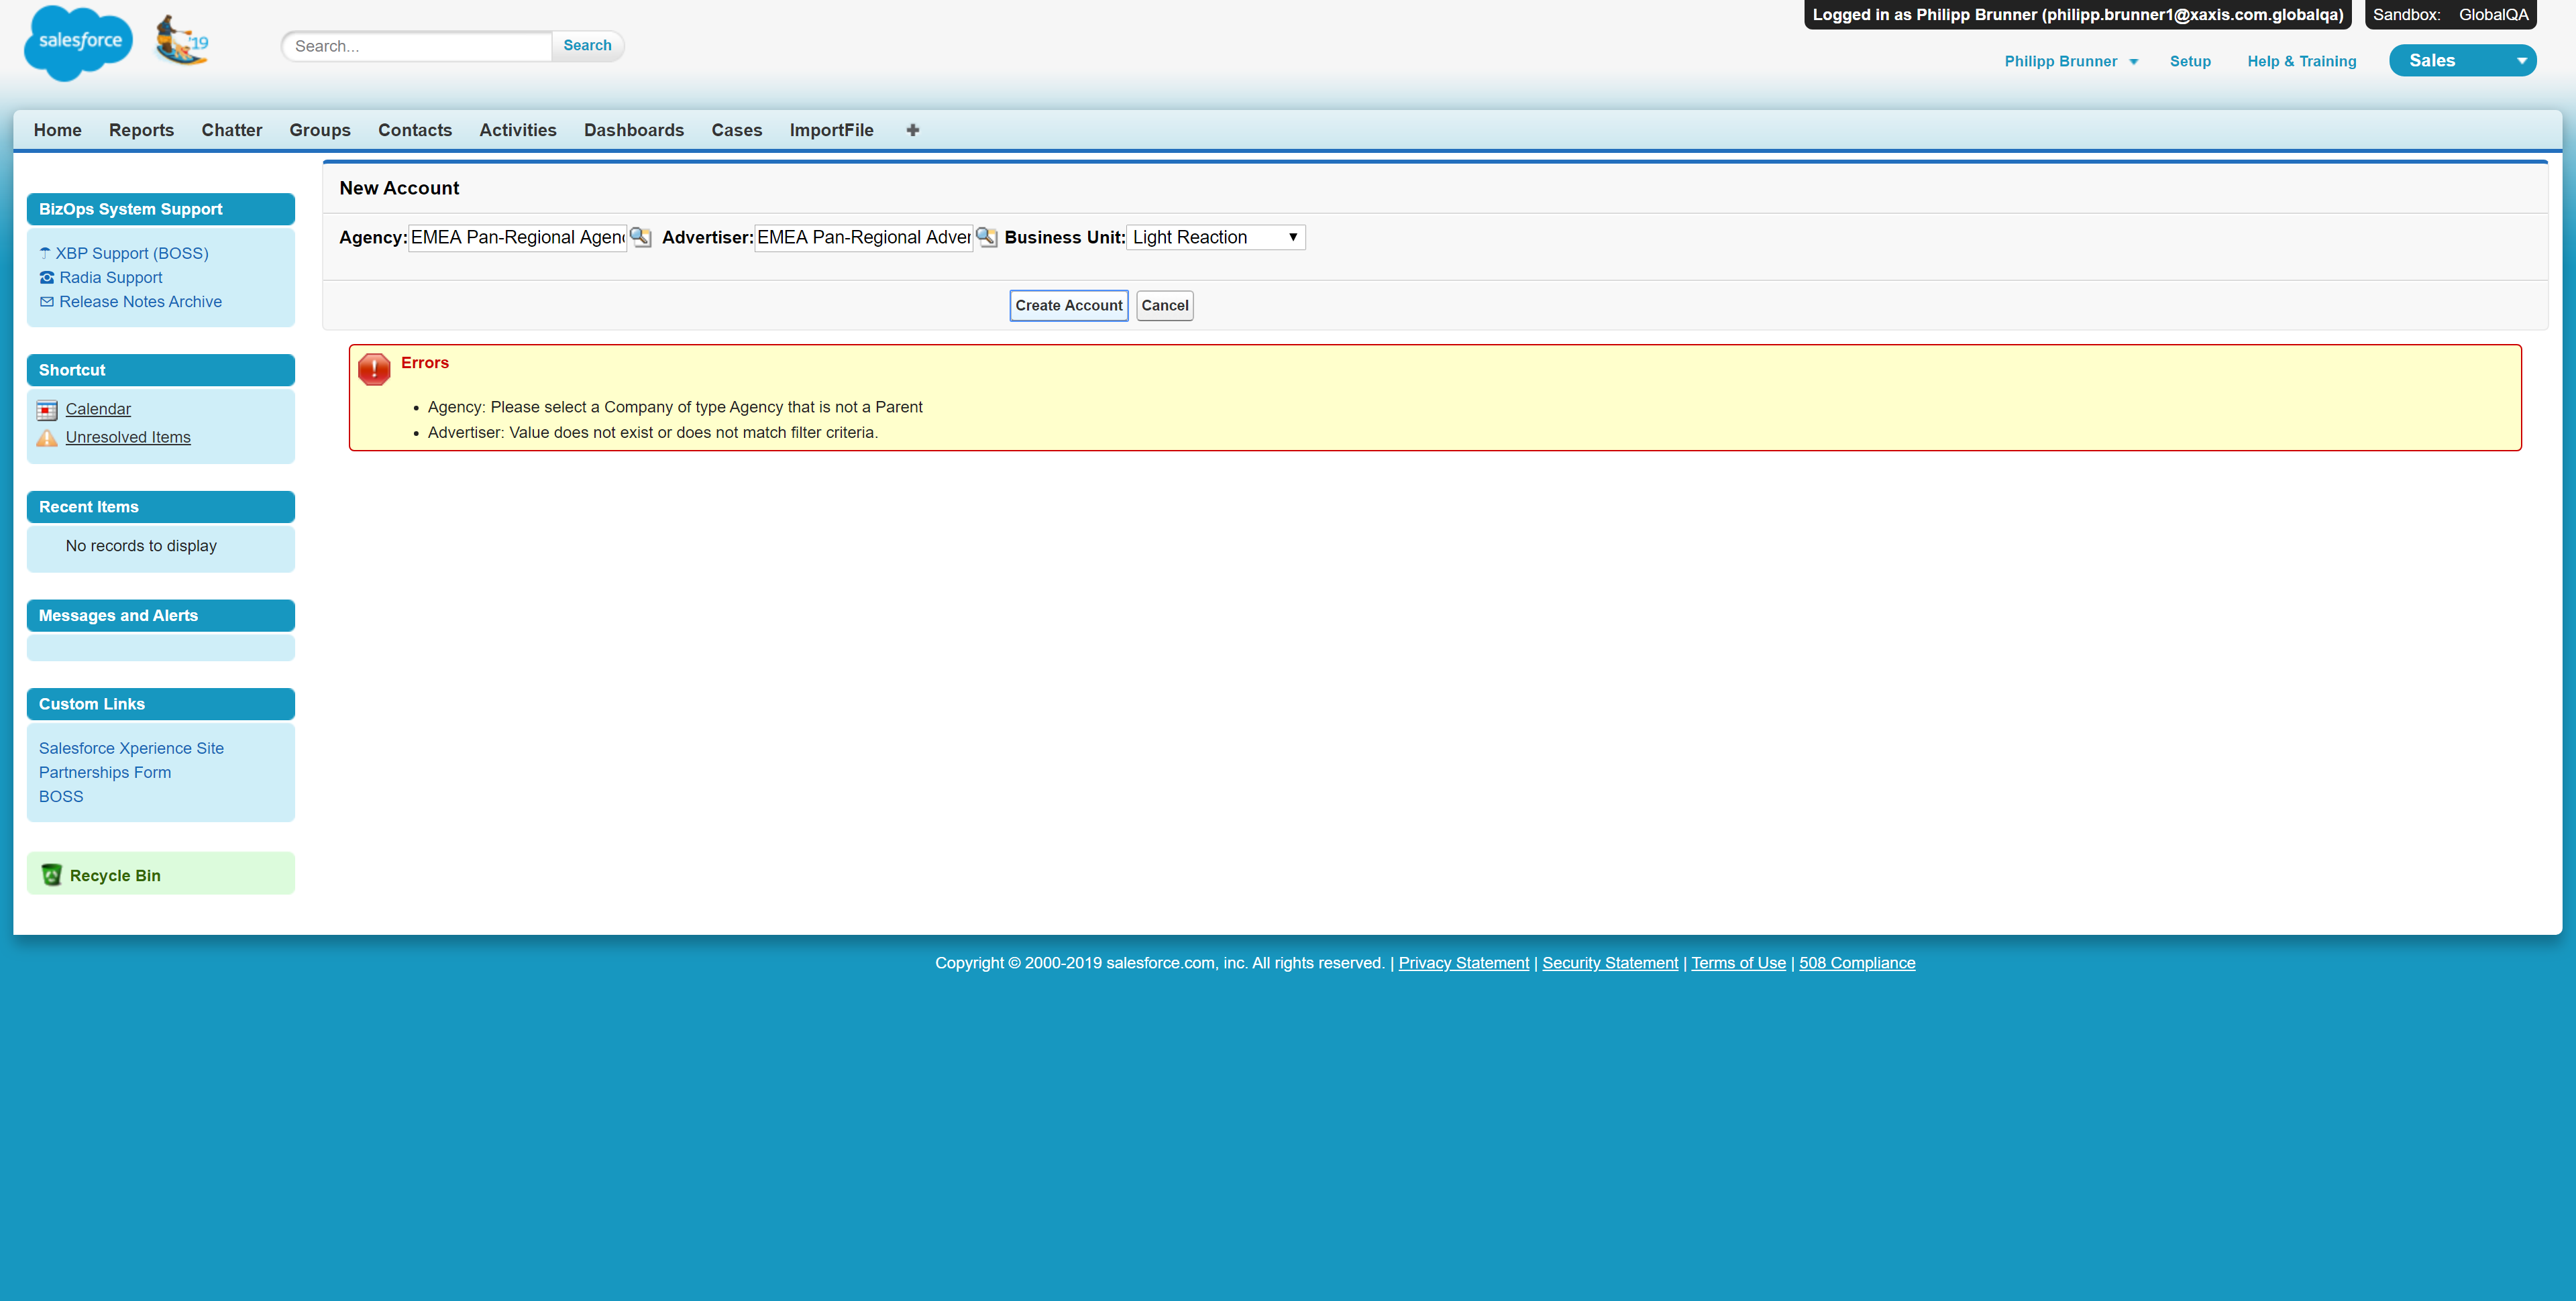 Logged in as Philipp Brunner (philipp.brunner1@xaxis.com.globalqa)
Sandbox: GlobalQA
salesforce
'19
Search...
Search
Philipp Brunner
Setup
Help & Training
Sales
Home Reports Chatter Groups Contacts Activities Dashboards Cases ImportFile
BizOps System Support
XBP Support (BOSS)
Radia Support
Release Notes Archive
Shortcut
Calendar
Unresolved Items
Recent Items
No records to display
Messages and Alerts
Custom Links
Salesforce Xperience Site
Partnerships Form
BOSS
Recycle Bin
New Account
Agency: EMEA Pan-Regional Agen Advertiser: EMEA Pan-Regional Adver Business Unit: Light Reaction
Create Account Cancel
Errors
• Agency: Please select a Company of type Agency that is not a Parent
• Advertiser: Value does not exist or does not match filter criteria.
Copyright © 2000-2019 salesforce.com, inc. All rights reserved. | Privacy Statement | Security Statement | Terms of Use | 508 Compliance